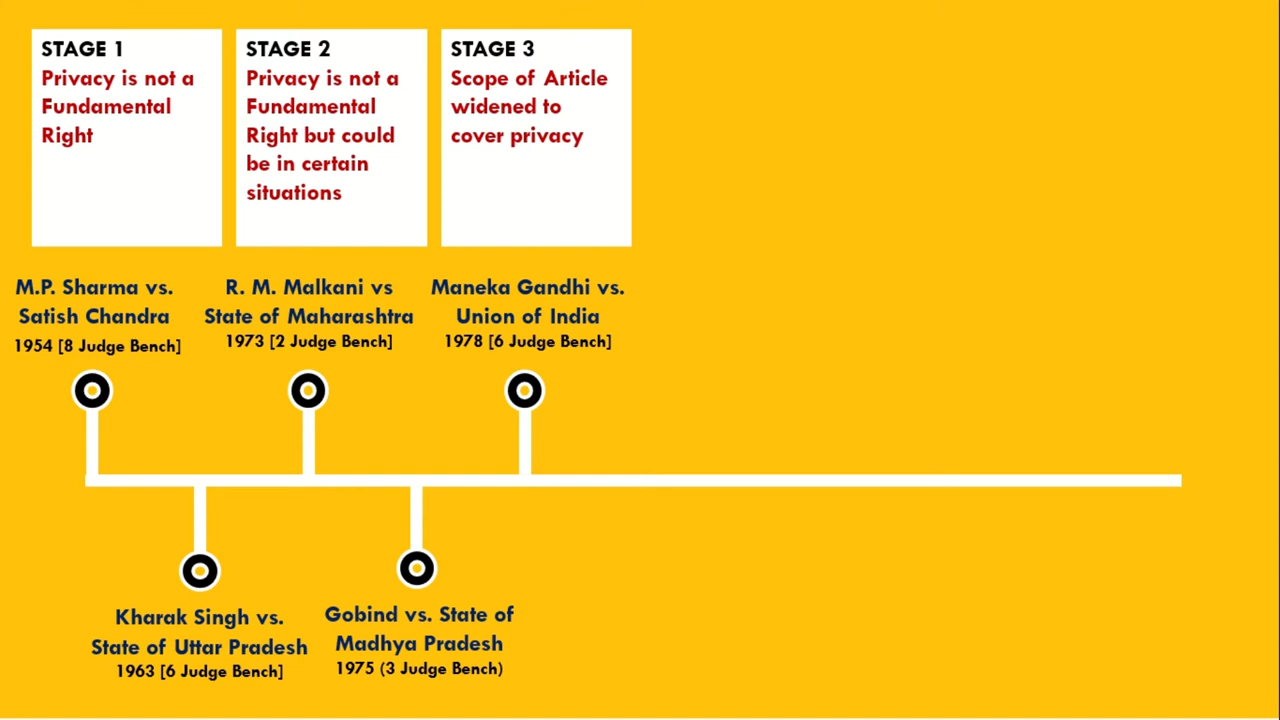 STAGE 1
Privacy is not a
Fundamental
Right
STAGE 2
Privacy is not a
Fundamental
Right but could
be in certain
situations
STAGE 3
Scope of Article
widened to
cover privacy
M.P. Sharma vs.
Satish Chandra
1954 [8 Judge Bench]
R. M. Malkani vs
State of Maharashtra
1973 [2 Judge Bench]
Maneka Gandhi vs.
Union of India
1978 [6 Judge Bench]
Kharak Singh vs.
State of Uttar Pradesh
1963 [6 Judge Bench]
Gobind vs. State of
Madhya Pradesh
1975 (3 Judge Bench)